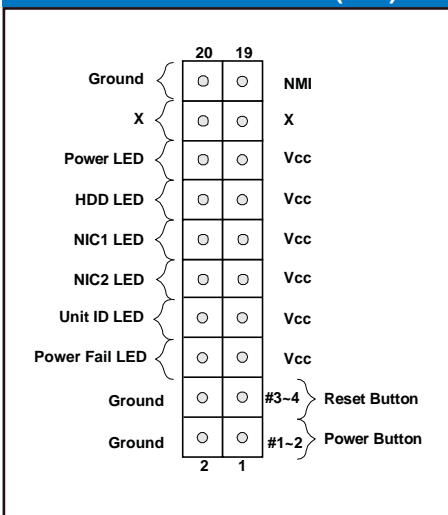 20 19
Ground NMI
X X
Power LED Vcc
HDD LED Vcc
NIC1 LED Vcc
NIC2 LED Vcc
Unit ID LED Vcc
Power Fail LED Vcc
Ground #3~4 Reset Button
Ground #1~2 Power Button
2 1